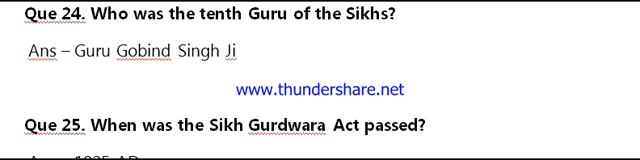 Que 24. Who was the tenth Guru of the Sikhs?
Ans – Guru Gobind Singh Ji
www.thundershare.net
Que 25. When was the Sikh Gurdwara Act passed?